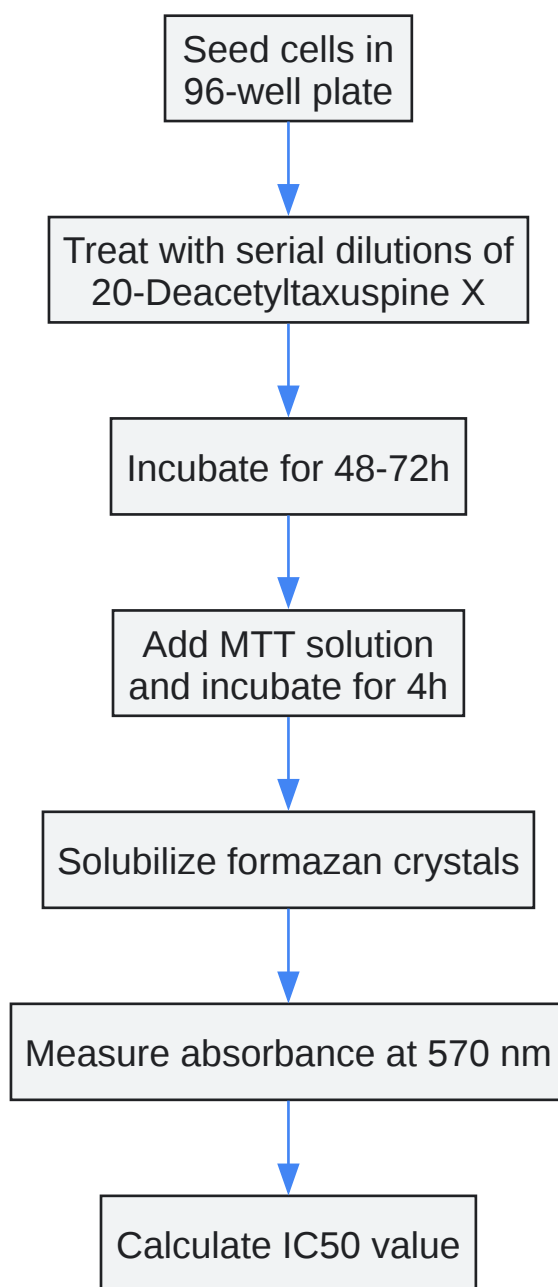 Seed cells in
96-well plate
Treat with serial dilutions of
20-Deacetyltaxuspine X
Incubate for 48-72h
Add MTT solution
and incubate for 4h
Solubilize formazan crystals
Measure absorbance at 570 nm
Calculate IC50 value